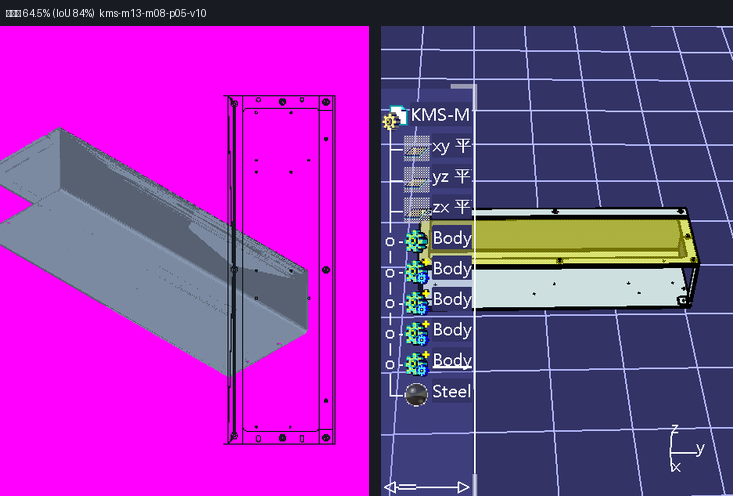 64.5% (IoU 84%) kms-m13-m08-p05-v10
KMS-M
xy 平
yz 平
zx 平
Body
Body
Body
Body
Body
Steel
z
y
x